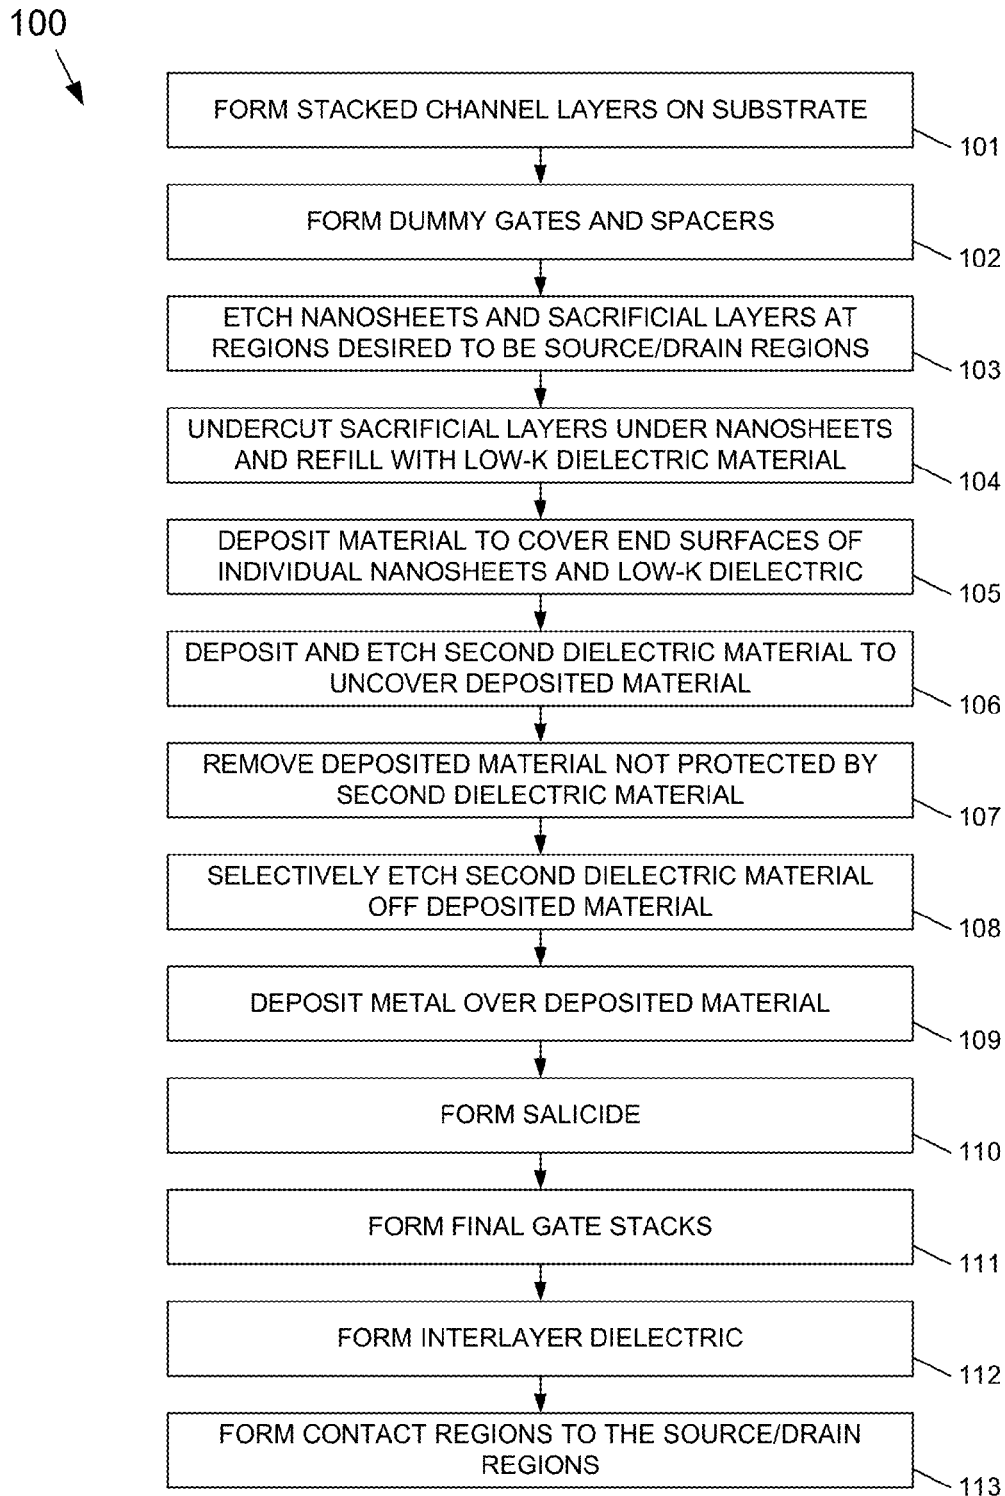 100
FORM STACKED CHANNEL LAYERS ON SUBSTRATE
101
FORM DUMMY GATES AND SPACERS
102
ETCH NANOSHEETS AND SACRIFICIAL LAYERS AT
REGIONS DESIRED TO BE SOURCE/DRAIN REGIONS
103
UNDERCUT SACRIFICIAL LAYERS UNDER NANOSHEETS
AND REFILL WITH LOW-K DIELECTRIC MATERIAL
104
DEPOSIT MATERIAL TO COVER END SURFACES OF
INDIVIDUAL NANOSHEETS AND LOW-K DIELECTRIC
105
DEPOSIT AND ETCH SECOND DIELECTRIC MATERIAL TO
UNCOVER DEPOSITED MATERIAL
106
REMOVE DEPOSITED MATERIAL NOT PROTECTED BY
SECOND DIELECTRIC MATERIAL
107
SELECTIVELY ETCH SECOND DIELECTRIC MATERIAL
OFF DEPOSITED MATERIAL
108
DEPOSIT METAL OVER DEPOSITED MATERIAL
109
FORM SALICIDE
110
FORM FINAL GATE STACKS
111
FORM INTERLAYER DIELECTRIC
112
FORM CONTACT REGIONS TO THE SOURCE/DRAIN
REGIONS
113